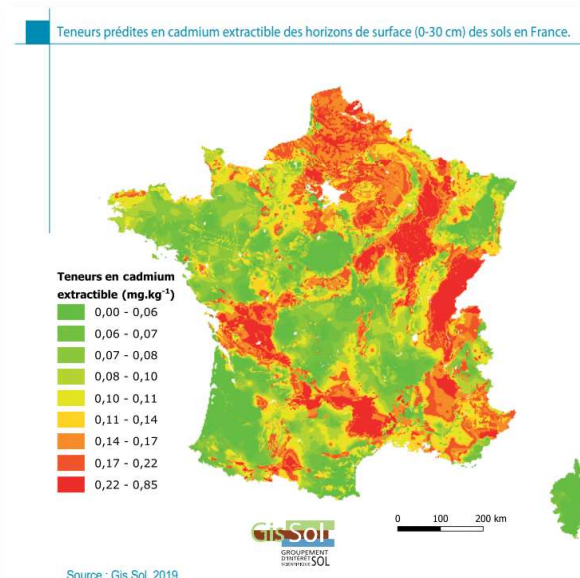 Teneurs prédites en cadmium extractible des horizons de surface (0-30 cm) des sols en France.
Teneurs en cadmium
extractible (mg.kg⁻¹)
0,00 - 0,06
0,06 - 0,07
0,07 - 0,08
0,08 - 0,10
0,10 - 0,11
0,11 - 0,14
0,14 - 0,17
0,17 - 0,22
0,22 - 0,85
0 100 200 km
Gis Sol
GROUPEMENT
D'INTÉRÊT
SCIENTIFIQUE SOL
Source : Gis Sol, 2019